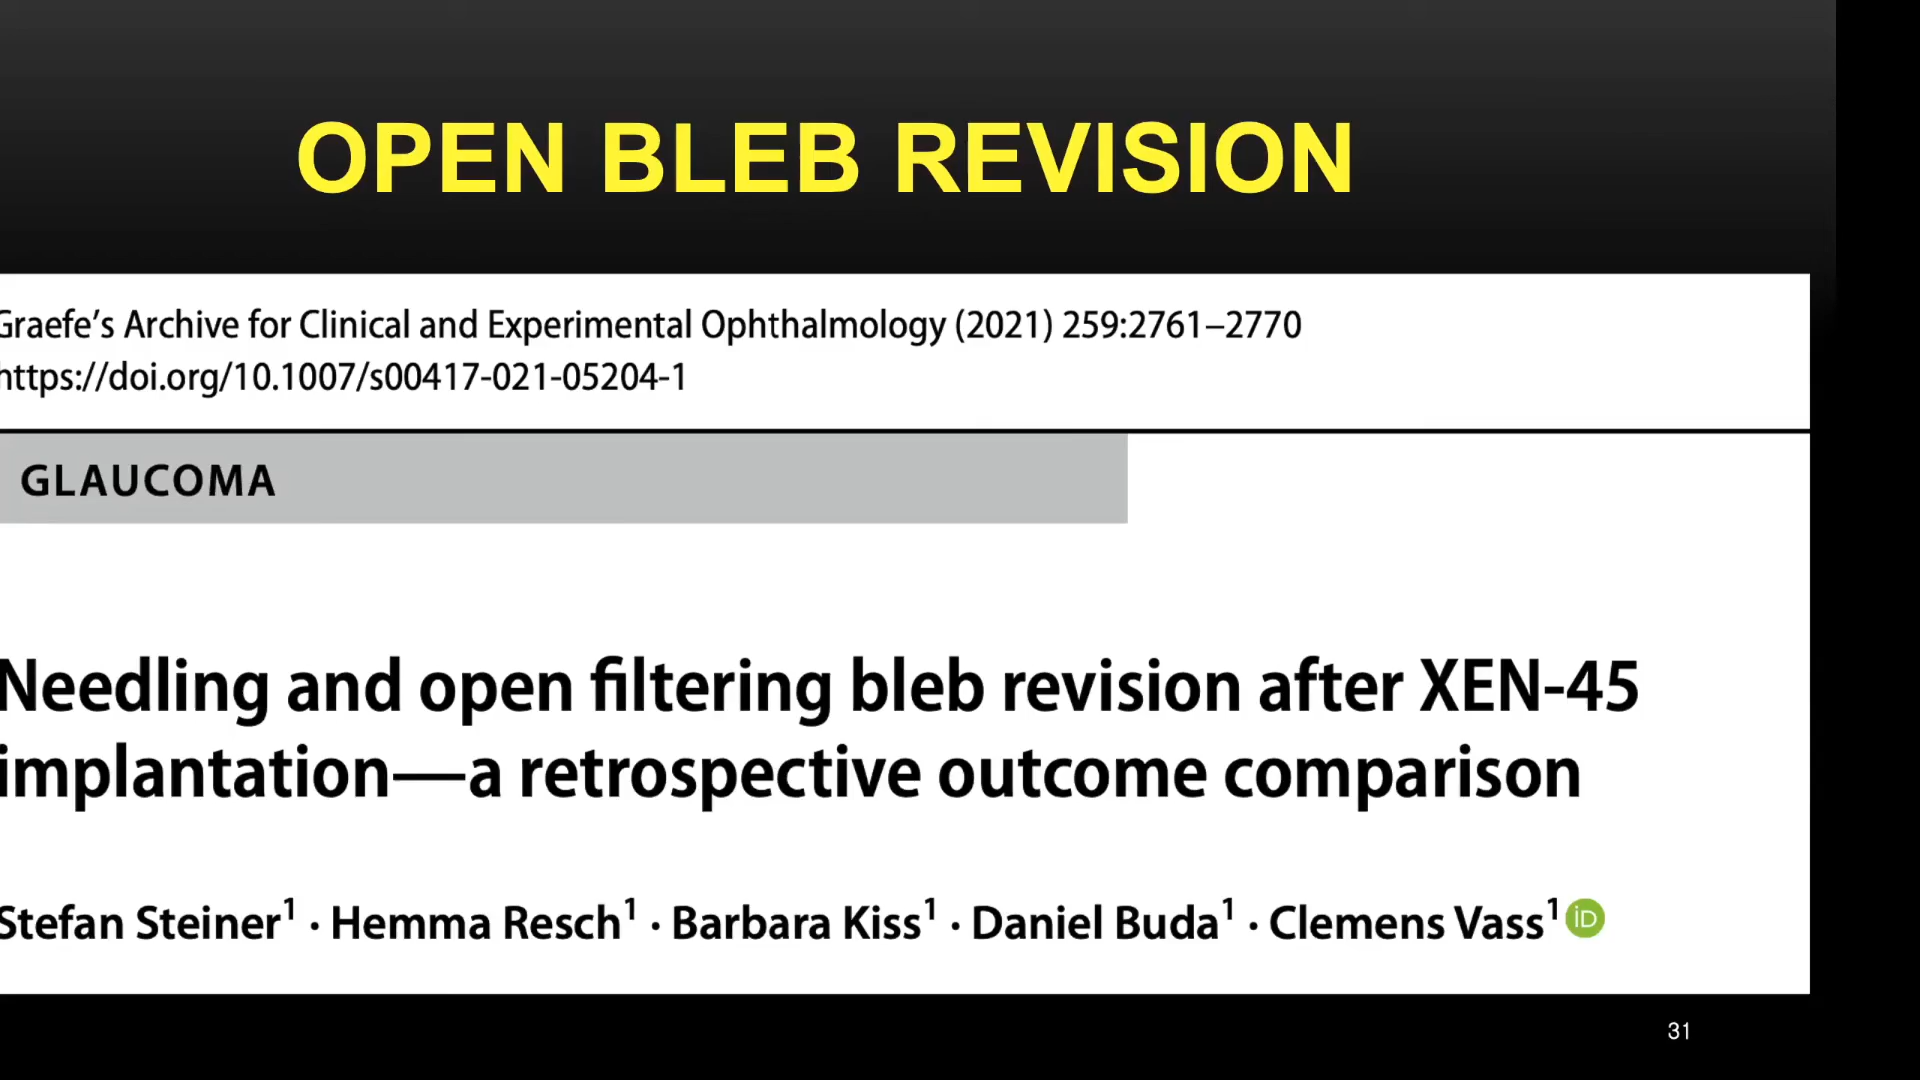 OPEN BLEB REVISION
Graefe’s Archive for Clinical and Experimental Ophthalmology (2021) 259:2761–2770
https://doi.org/10.1007/s00417-021-05204-1
GLAUCOMA
Needling and open filtering bleb revision after XEN-45
implantation—a retrospective outcome comparison
Stefan Steiner¹ · Hemma Resch¹ · Barbara Kiss¹ · Daniel Buda¹ · Clemens Vass¹ iD
31